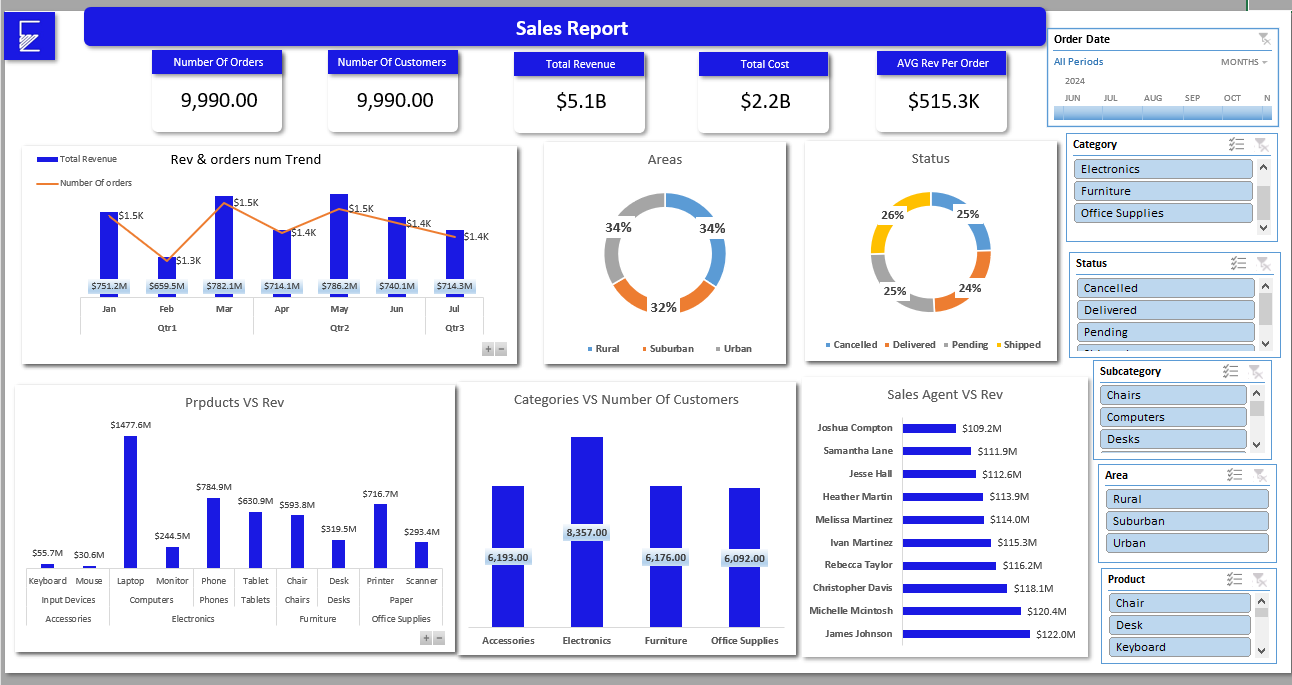 Sales Report
Number Of Orders
9,990.00
Number Of Customers
9,990.00
Total Revenue
$5.1B
Total Cost
$2.2B
AVG Rev Per Order
$515.3K
Order Date
All Periods
MONTHS
2024
JUN JUL AUG SEP OCT N
Rev & orders num Trend
Total Revenue
Number Of orders
$1.5K $1.3K $1.5K $1.4K $1.5K $1.4K $1.4K
$751.2M $659.5M $782.1M $714.1M $786.2M $740.1M $714.3M
Jan Feb Mar Apr May Jun Jul
Qtr1 Qtr2 Qtr3
+ −
Areas
34% 34%
32%
Rural Suburban Urban
Status
26% 25%
25% 24%
Cancelled Delivered Pending Shipped
Category
Electronics
Furniture
Office Supplies
Status
Cancelled
Delivered
Pending
Subcategory
Chairs
Computers
Desks
Area
Rural
Suburban
Urban
Product
Chair
Desk
Keyboard
Prpducts VS Rev
$55.7M $30.6M $1477.6M $244.5M $784.9M $630.9M $593.8M $319.5M $716.7M $293.4M
Keyboard Mouse Laptop Monitor Phone Tablet Chair Desk Printer Scanner
Input Devices Computers Phones Tablets Chairs Desks Paper
Accessories Electronics Furniture Office Supplies
+ −
Categories VS Number Of Customers
6,193.00 8,357.00 6,176.00 6,092.00
Accessories Electronics Furniture Office Supplies
Sales Agent VS Rev
Joshua Compton $109.2M
Samantha Lane $111.9M
Jesse Hall $112.6M
Heather Martin $113.9M
Melissa Martinez $114.0M
Ivan Martinez $115.3M
Rebecca Taylor $116.2M
Christopher Davis $118.1M
Michelle Mcintosh $120.4M
James Johnson $122.0M